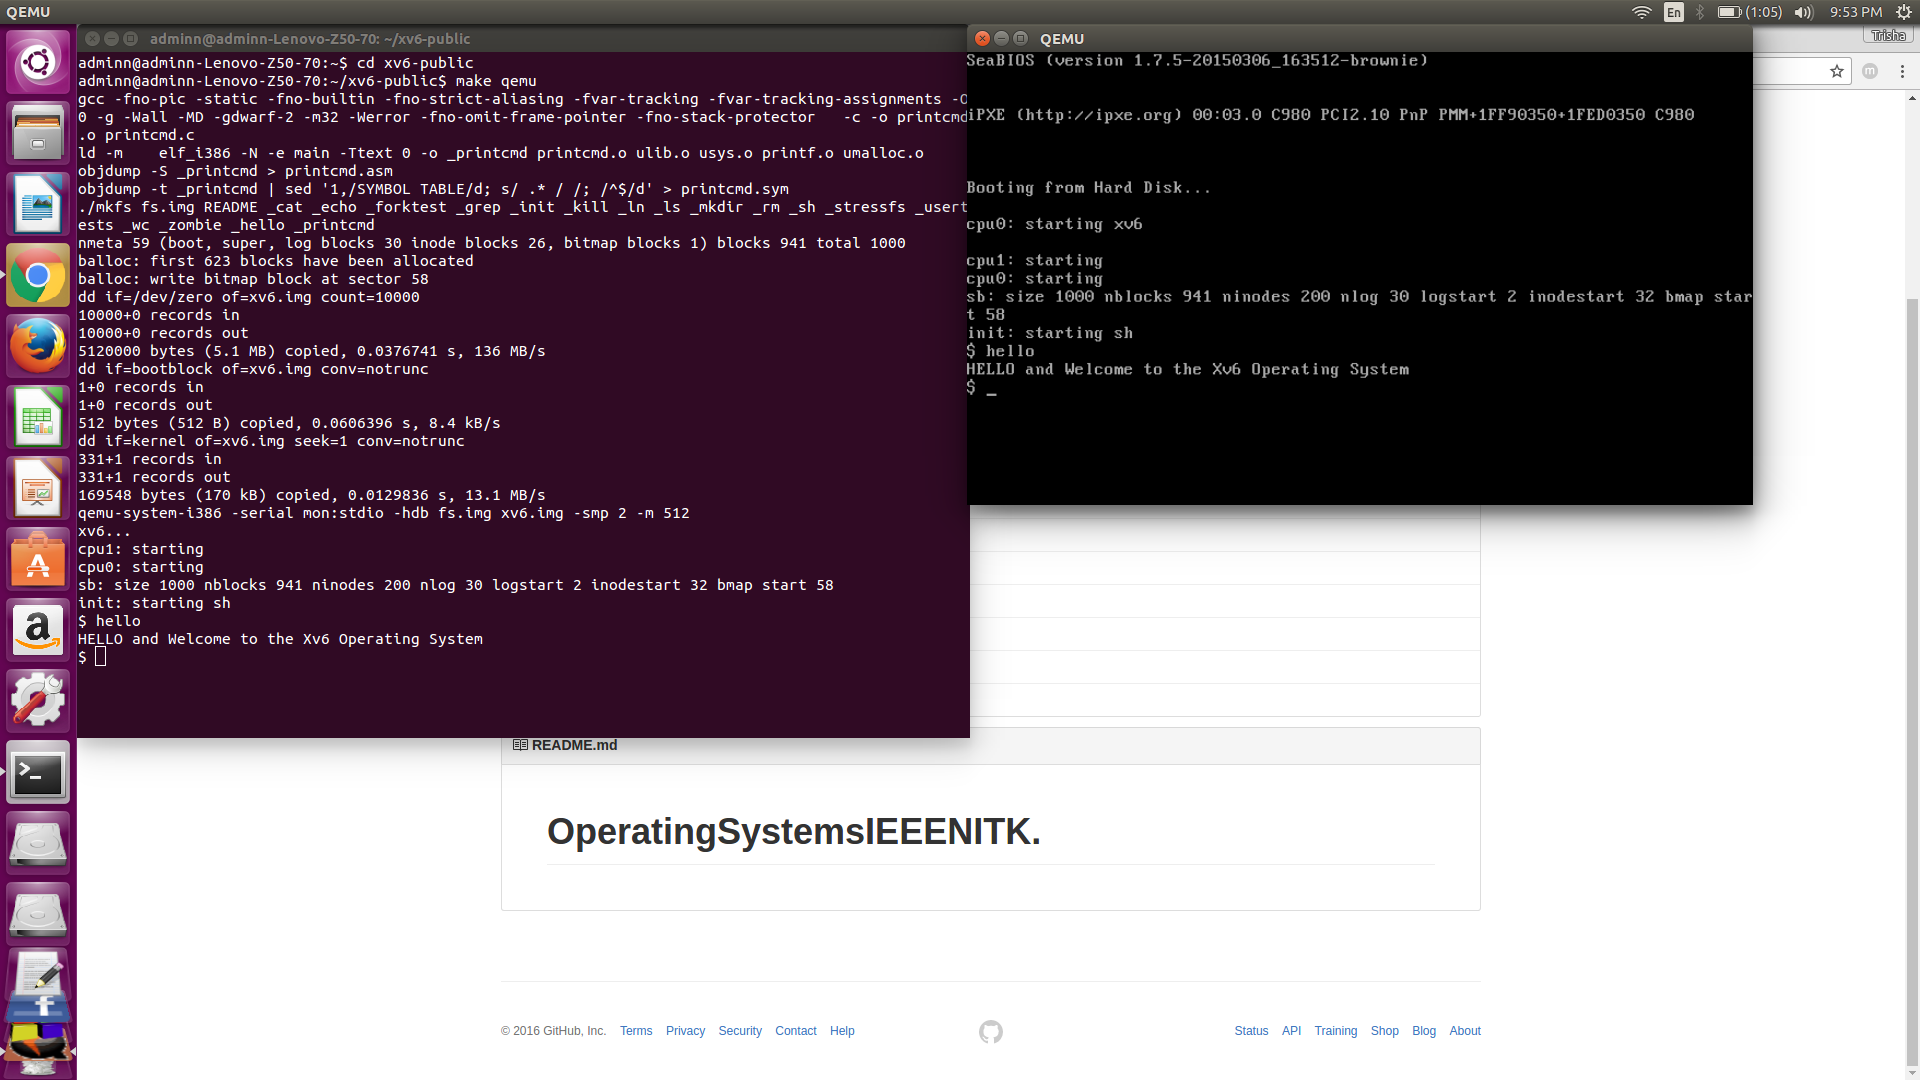 QEMU
En
(1:05)
9:53 PM
adminn@adminn-Lenovo-Z50-70: ~/xv6-public
adminn@adminn-Lenovo-Z50-70:~$ cd xv6-public
adminn@adminn-Lenovo-Z50-70:~/xv6-public$ make qemu
gcc -fno-pic -static -fno-builtin -fno-strict-aliasing -fvar-tracking -fvar-tracking-assignments -O
0 -g -Wall -MD -gdwarf-2 -m32 -Werror -fno-omit-frame-pointer -fno-stack-protector   -c -o printcmd
.o printcmd.c
ld -m    elf_i386 -N -e main -Ttext 0 -o _printcmd printcmd.o ulib.o usys.o printf.o umalloc.o
objdump -S _printcmd > printcmd.asm
objdump -t _printcmd | sed '1,/SYMBOL TABLE/d; s/ .* / /; /^$/d' > printcmd.sym
./mkfs fs.img README _cat _echo _forktest _grep _init _kill _ln _ls _mkdir _rm _sh _stressfs _usert
ests _wc _zombie _hello _printcmd
nmeta 59 (boot, super, log blocks 30 inode blocks 26, bitmap blocks 1) blocks 941 total 1000
balloc: first 623 blocks have been allocated
balloc: write bitmap block at sector 58
dd if=/dev/zero of=xv6.img count=10000
10000+0 records in
10000+0 records out
5120000 bytes (5.1 MB) copied, 0.0376741 s, 136 MB/s
dd if=bootblock of=xv6.img conv=notrunc
1+0 records in
1+0 records out
512 bytes (512 B) copied, 0.0606396 s, 8.4 kB/s
dd if=kernel of=xv6.img seek=1 conv=notrunc
331+1 records in
331+1 records out
169548 bytes (170 kB) copied, 0.0129836 s, 13.1 MB/s
qemu-system-i386 -serial mon:stdio -hdb fs.img xv6.img -smp 2 -m 512
xv6...
cpu1: starting
cpu0: starting
sb: size 1000 nblocks 941 ninodes 200 nlog 30 logstart 2 inodestart 32 bmap start 58
init: starting sh
$ hello
HELLO and Welcome to the Xv6 Operating System
$
QEMU
Trisha
SeaBIOS (version 1.7.5-20150306_163512-brownie)
iPXE (http://ipxe.org) 00:03.0 C980 PCI2.10 PnP PMM+1FF90350+1FED0350 C980
Booting from Hard Disk...
cpu0: starting xv6
cpu1: starting
cpu0: starting
sb: size 1000 nblocks 941 ninodes 200 nlog 30 logstart 2 inodestart 32 bmap star
t 58
init: starting sh
$ hello
HELLO and Welcome to the Xv6 Operating System
$ _
README.md
OperatingSystemsIEEENITK.
© 2016 GitHub, Inc. Terms Privacy Security Contact Help
Status API Training Shop Blog About